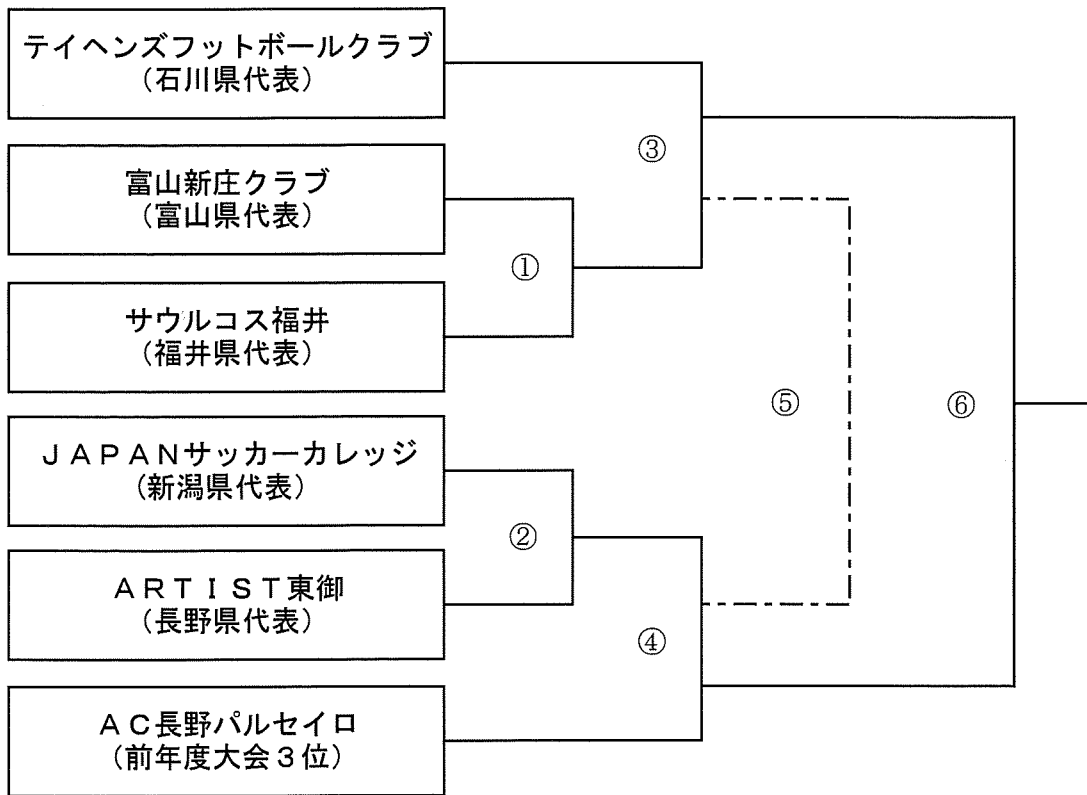 テイヘンズフットボールクラブ
（石川県代表）
③
富山新庄クラブ
（富山県代表）
①
サウルコス福井
（福井県代表）
⑤
⑥
ＪＡＰＡＮサッカーカレッジ
（新潟県代表）
②
ＡＲＴＩＳＴ東御
（長野県代表）
④
ＡＣ長野パルセイロ
（前年度大会３位）